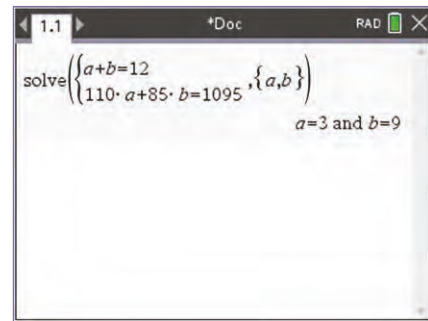 1.1 *Doc RAD
solve({a+b=12
110·a+85·b=1095 ,{a,b})
a=3 and b=9